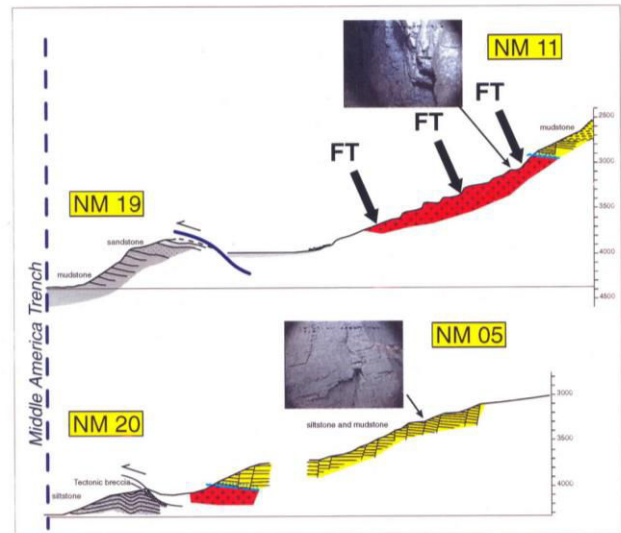 NM 11
FT
FT
mudstone
FT
2500
3000
3500
4000
4500
NM 19
sandstone
mudstone
Middle America Trench
NM 05
3000
siltstone and mudstone
3500
4000
NM 20
Tectonic breccia
siltstone